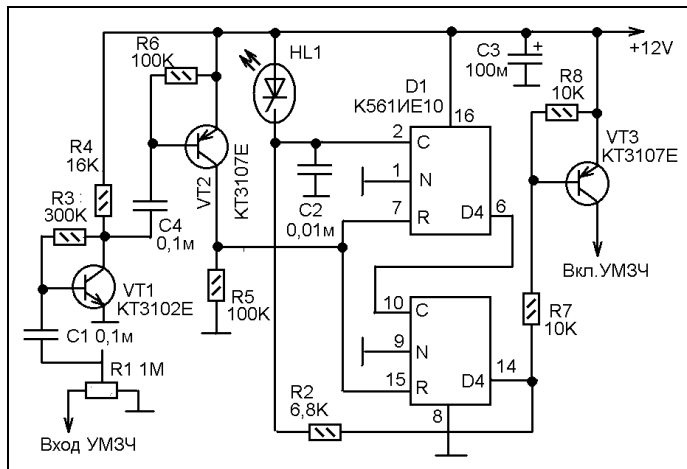 R6
100K
HL1
C3
+
100м
+12V
D1
К561ИЕ10
R8
10K
16
R4
16K
2
C
VT3
КТ3107Е
VT2
КТ3107Е
R3
300K
1
N
C4
0,1м
C2
0,01м
7
R
D4
6
Вкл.УМЗЧ
VT1
КТ3102Е
R5
100K
10
C
R7
10K
C1 0,1м
9
N
R1 1М
15
R
D4
14
R2
6,8K
8
Вход УМЗЧ